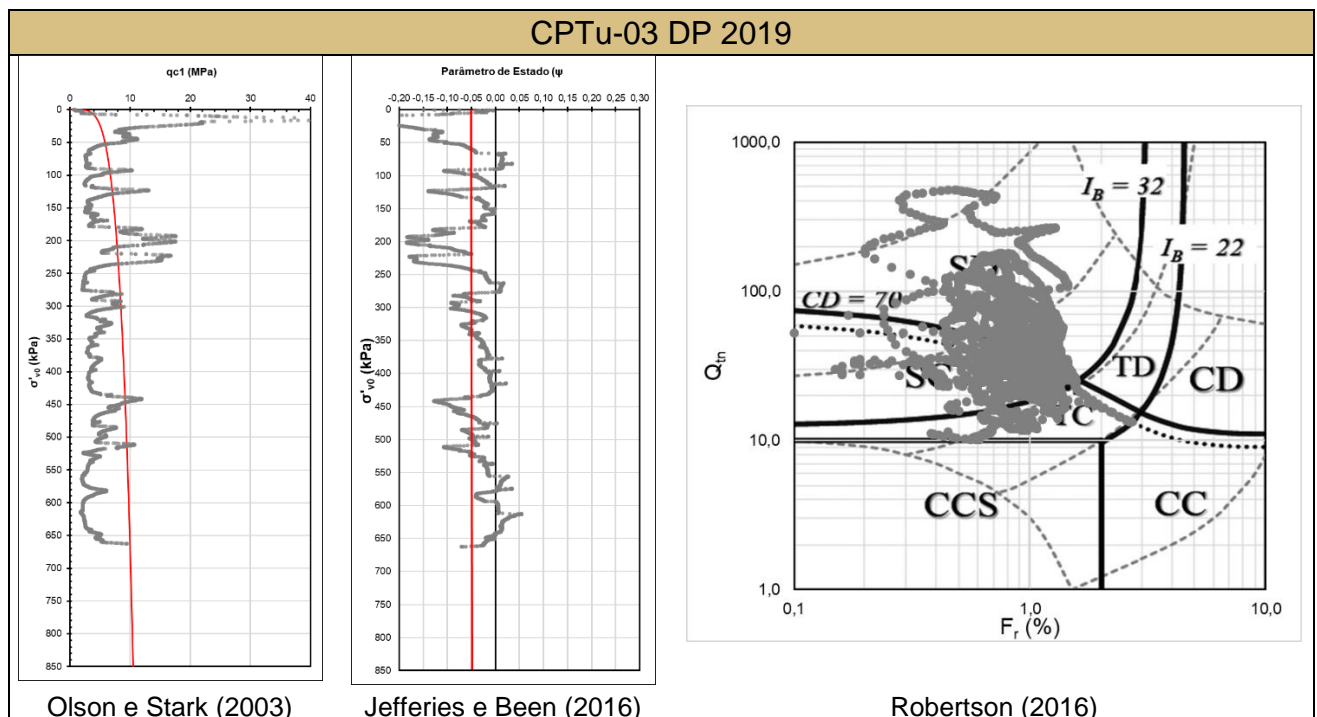 CPTu-03 DP 2019
qc1 (MPa)
0 10 20 30 40
0
50
100
150
200
250
300
350
400
450
500
550
600
650
700
750
800
850
σ'v0 (kPa)
Olson e Stark (2003)
Parâmetro de Estado (ψ
-0,20 -0,15 -0,10 -0,05 0,00 0,05 0,10 0,15 0,20 0,25 0,30
0
50
100
150
200
250
300
350
400
450
500
550
600
650
700
750
800
850
σ'v0 (kPa)
Jefferies e Been (2016)
1000,0
100,0
10,0
1,0
Qtn
IB = 32
IB = 22
CD = 70
TD
CD
CCS
CC
0,1 1,0 10,0
Fr (%)
Robertson (2016)